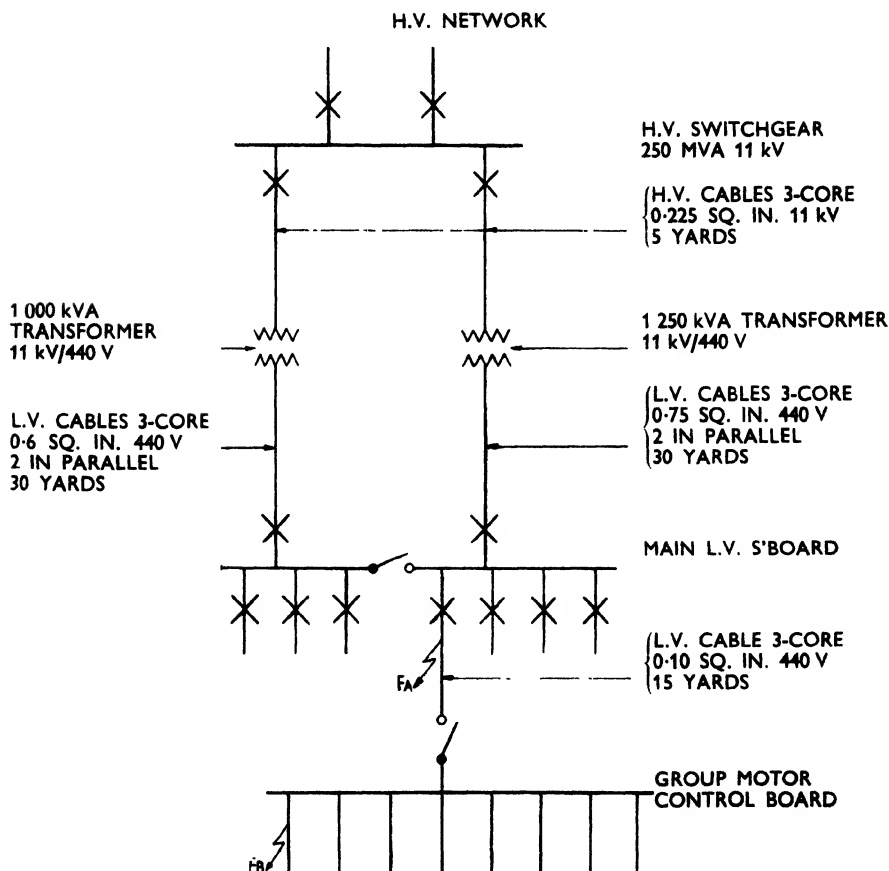 H.V. NETWORK
H.V. SWITCHGEAR
250 MVA 11 kV
H.V. CABLES 3-CORE
0·225 SQ. IN. 11 kV
5 YARDS
1 000 kVA
TRANSFORMER
11 kV/440 V
1 250 kVA TRANSFORMER
11 kV/440 V
L.V. CABLES 3-CORE
0·6 SQ. IN. 440 V
2 IN PARALLEL
30 YARDS
L.V. CABLES 3-CORE
0·75 SQ. IN. 440 V
2 IN PARALLEL
30 YARDS
MAIN L.V. S'BOARD
L.V. CABLE 3-CORE
0·10 SQ. IN. 440 V
15 YARDS
FA
GROUP MOTOR
CONTROL BOARD